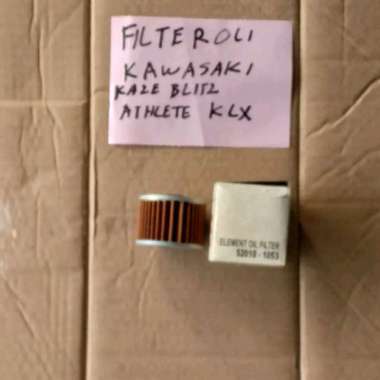 FILTER OLI
KAWASAKI
KAZE BLITZ
ATHLETE KLX
ELEMENT OIL FILTER
52010-1053